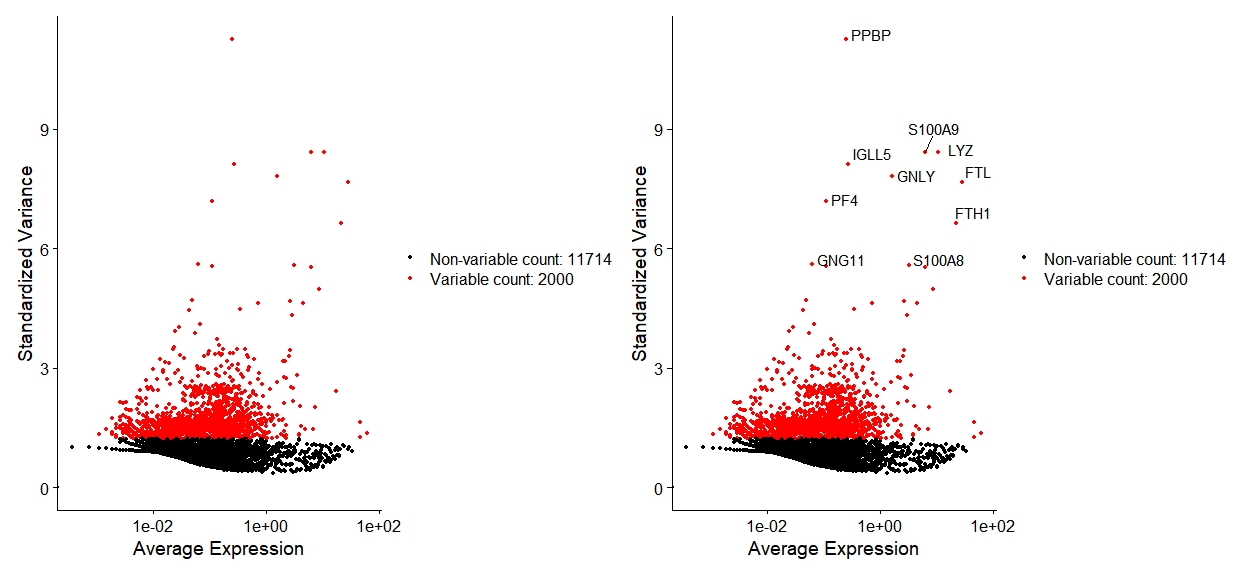 9
6
3
0
Standardized Variance
1e-02 1e+00 1e+02
Average Expression
Non-variable count: 11714
Variable count: 2000
PPBP
S100A9
LYZ
IGLL5
GNLY
FTL
PF4
FTH1
GNG11
S100A8
9
6
3
0
Standardized Variance
1e-02 1e+00 1e+02
Average Expression
Non-variable count: 11714
Variable count: 2000